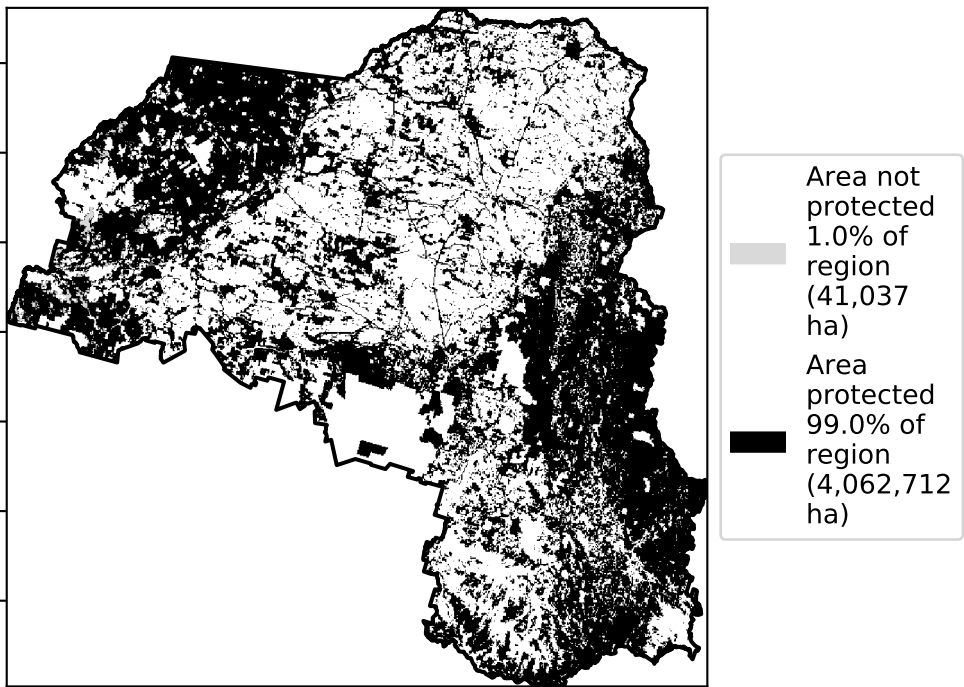 Area not
protected
1.0% of
region
(41,037
ha)
Area
protected
99.0% of
region
(4,062,712
ha)